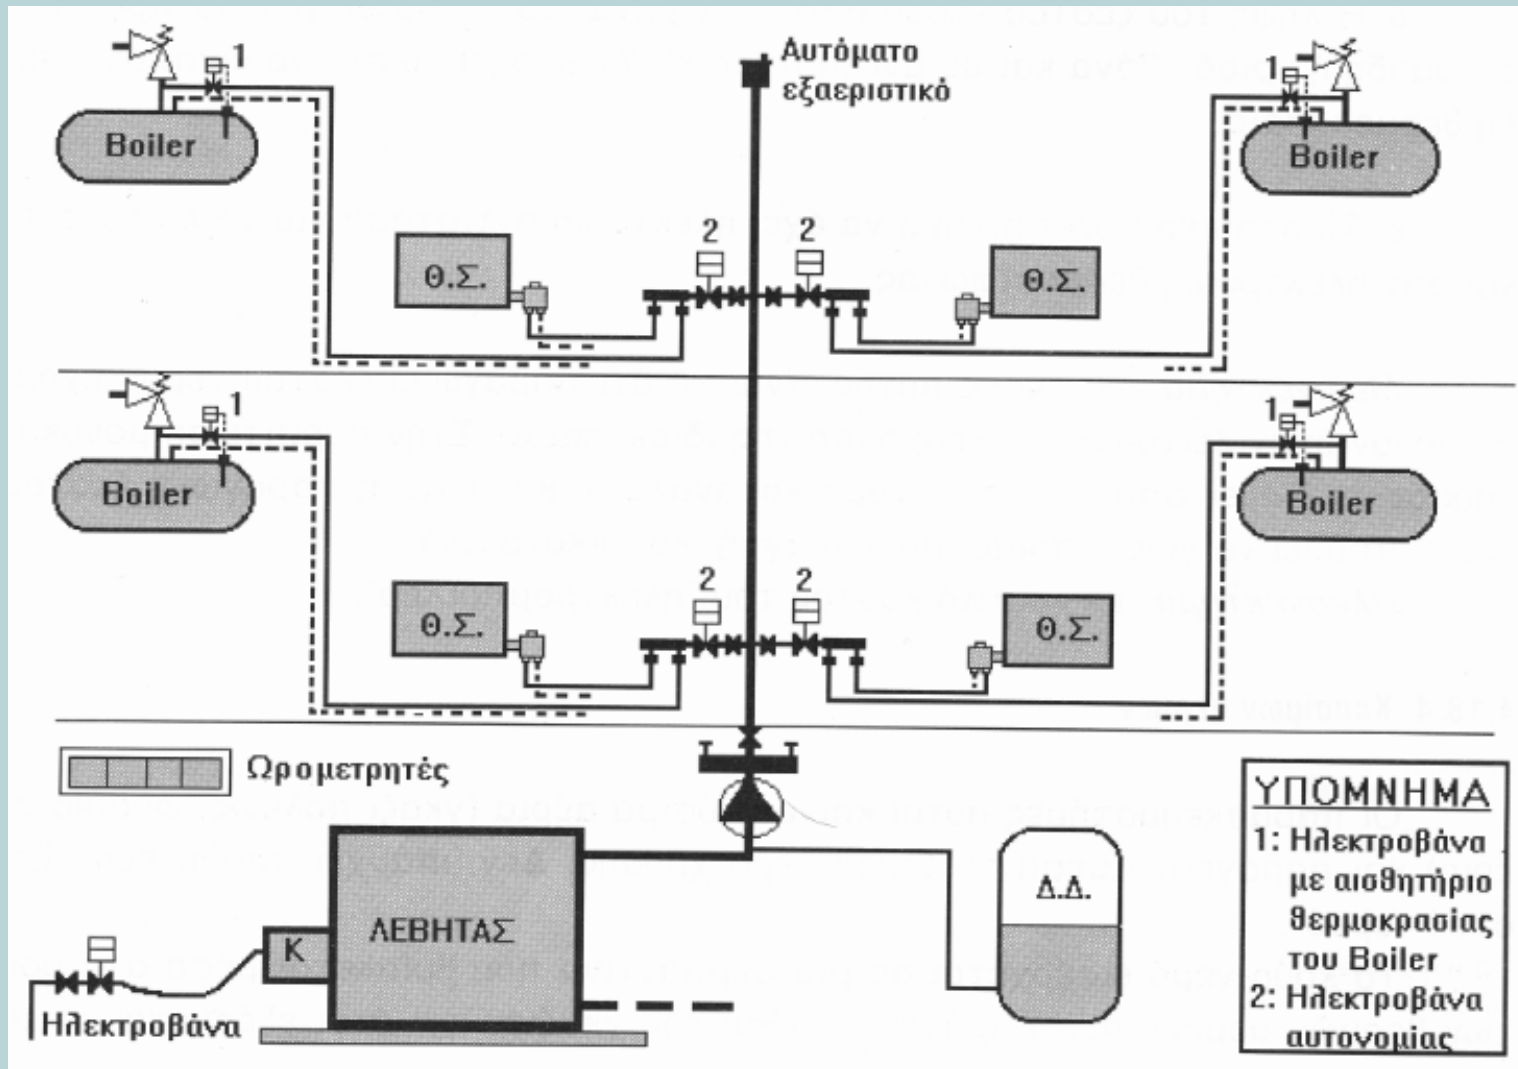 Αυτόματο
εξαεριστικό
1
1
Boiler
Boiler
2
2
Θ.Σ.
Θ.Σ.
1
1
Boiler
Boiler
2
2
Θ.Σ.
Θ.Σ.
Ωρομετρητές
Κ
ΛΕΒΗΤΑΣ
Δ.Δ.
Ηλεκτροβάνα
ΥΠΟΜΝΗΜΑ
1: Ηλεκτροβάνα
με αισθητήριο
θερμοκρασίας
του Boiler
2: Ηλεκτροβάνα
αυτονομίας